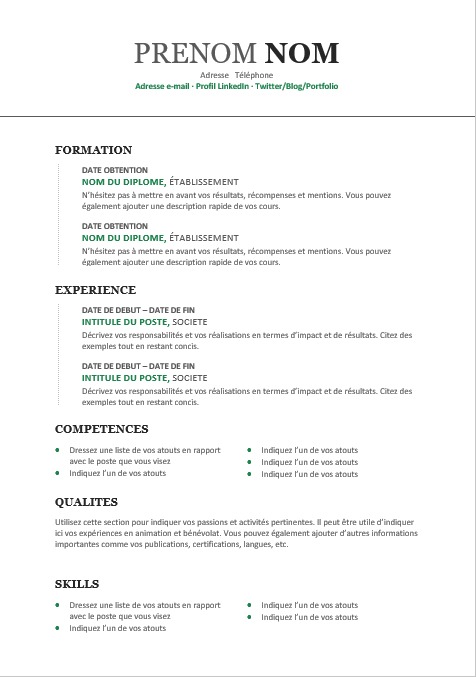 PRENOM NOM
Adresse Téléphone
Adresse e-mail · Profil LinkedIn · Twitter/Blog/Portfolio
FORMATION
DATE OBTENTION
NOM DU DIPLOME, ÉTABLISSEMENT
N'hésitez pas à mettre en avant vos résultats, récompenses et mentions. Vous pouvez
également ajouter une description rapide de vos cours.
DATE OBTENTION
NOM DU DIPLOME, ÉTABLISSEMENT
N'hésitez pas à mettre en avant vos résultats, récompenses et mentions. Vous pouvez
également ajouter une description rapide de vos cours.
EXPERIENCE
DATE DE DEBUT – DATE DE FIN
INTITULE DU POSTE, SOCIETE
Décrivez vos responsabilités et vos réalisations en termes d'impact et de résultats. Citez des
exemples tout en restant concis.
DATE DE DEBUT – DATE DE FIN
INTITULE DU POSTE, SOCIETE
Décrivez vos responsabilités et vos réalisations en termes d'impact et de résultats. Citez des
exemples tout en restant concis.
COMPETENCES
• Dressez une liste de vos atouts en rapport
avec le poste que vous visez
• Indiquez l'un de vos atouts
• Indiquez l'un de vos atouts
• Indiquez l'un de vos atouts
• Indiquez l'un de vos atouts
QUALITES
Utilisez cette section pour indiquer vos passions et activités pertinentes. Il peut être utile d'indiquer
ici vos expériences en animation et bénévolat. Vous pouvez également ajouter d'autres informations
importantes comme vos publications, certifications, langues, etc.
SKILLS
• Dressez une liste de vos atouts en rapport
avec le poste que vous visez
• Indiquez l'un de vos atouts
• Indiquez l'un de vos atouts
• Indiquez l'un de vos atouts